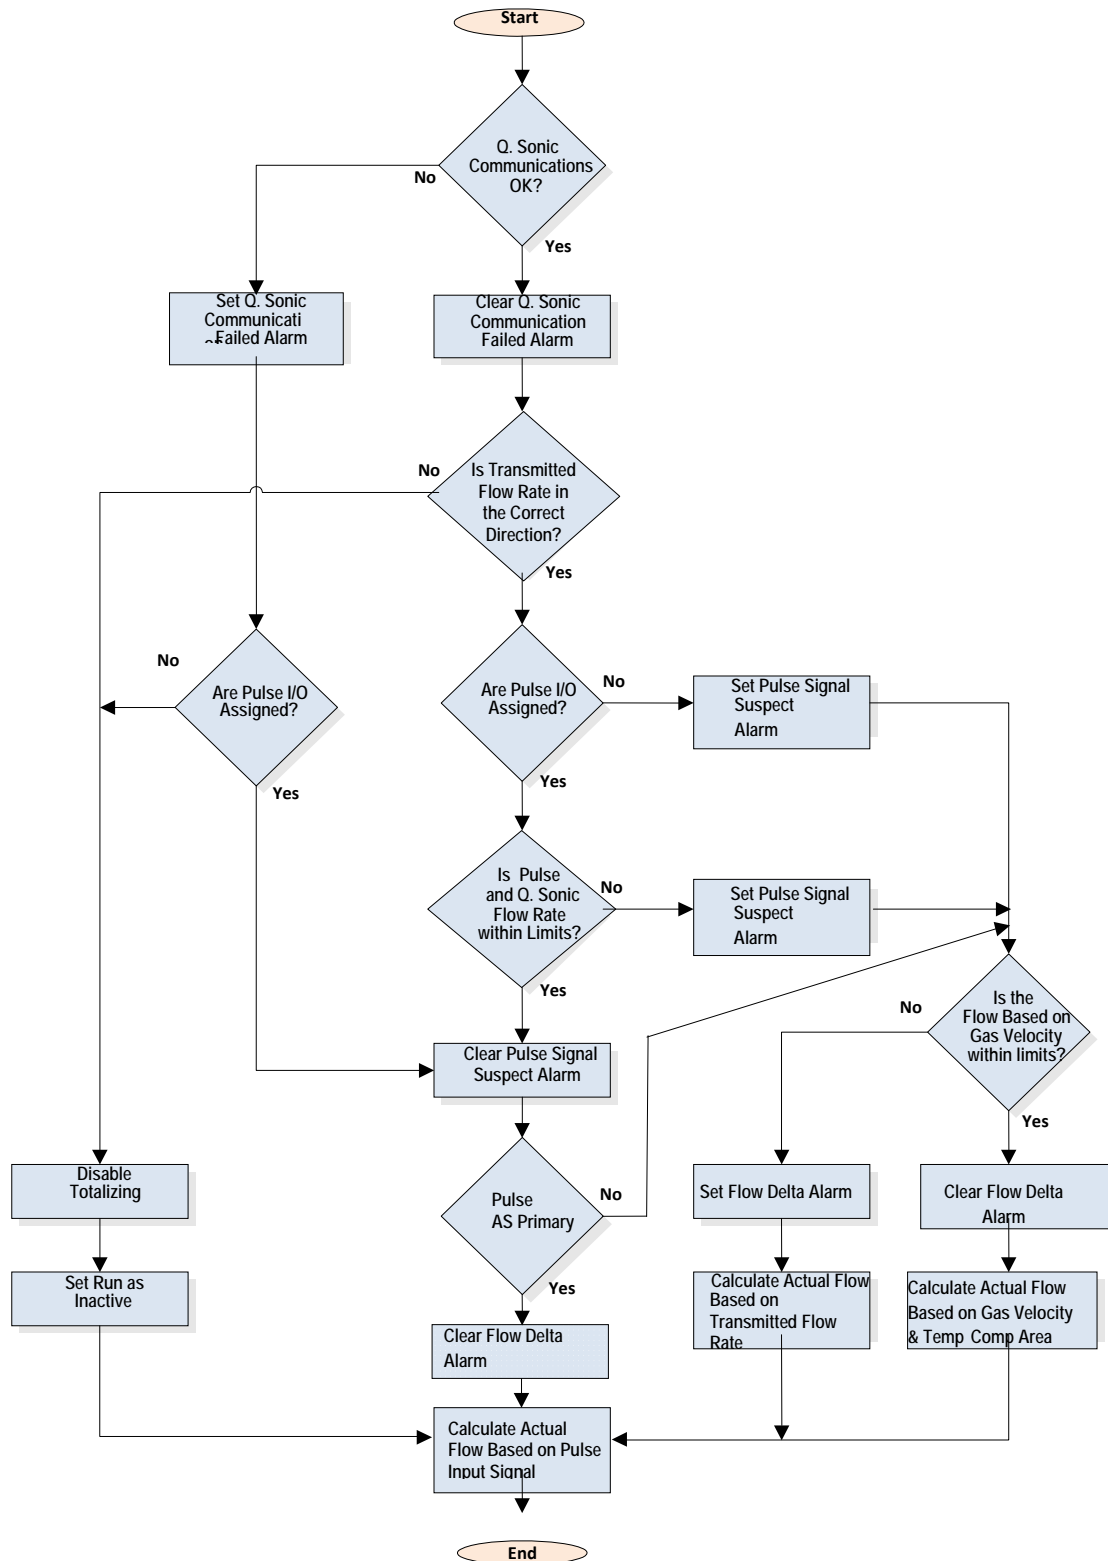 Start
Q. Sonic
Communications
OK?
No
Yes
Set Q. Sonic
Communicati
Failed Alarm
Clear Q. Sonic
Communication
Failed Alarm
No
Is Transmitted
Flow Rate in
the Correct
Direction?
Yes
No
Are Pulse I/O
Assigned?
Yes
Are Pulse I/O
Assigned?
No
Yes
Set Pulse Signal
Suspect
Alarm
Is Pulse
and Q. Sonic
Flow Rate
within Limits?
No
Yes
Set Pulse Signal
Suspect
Alarm
No
Is the
Flow Based on
Gas Velocity
within limits?
Yes
Clear Pulse Signal
Suspect Alarm
Disable
Totalizing
Pulse
AS Primary
No
Yes
Set Flow Delta Alarm
Clear Flow Delta
Alarm
Set Run as
Inactive
Clear Flow Delta
Alarm
Calculate Actual Flow
Based on
Transmitted Flow
Rate
Calculate Actual Flow
Based on Gas Velocity
& Temp Comp Area
Calculate Actual
Flow Based on Pulse
Input Signal
End